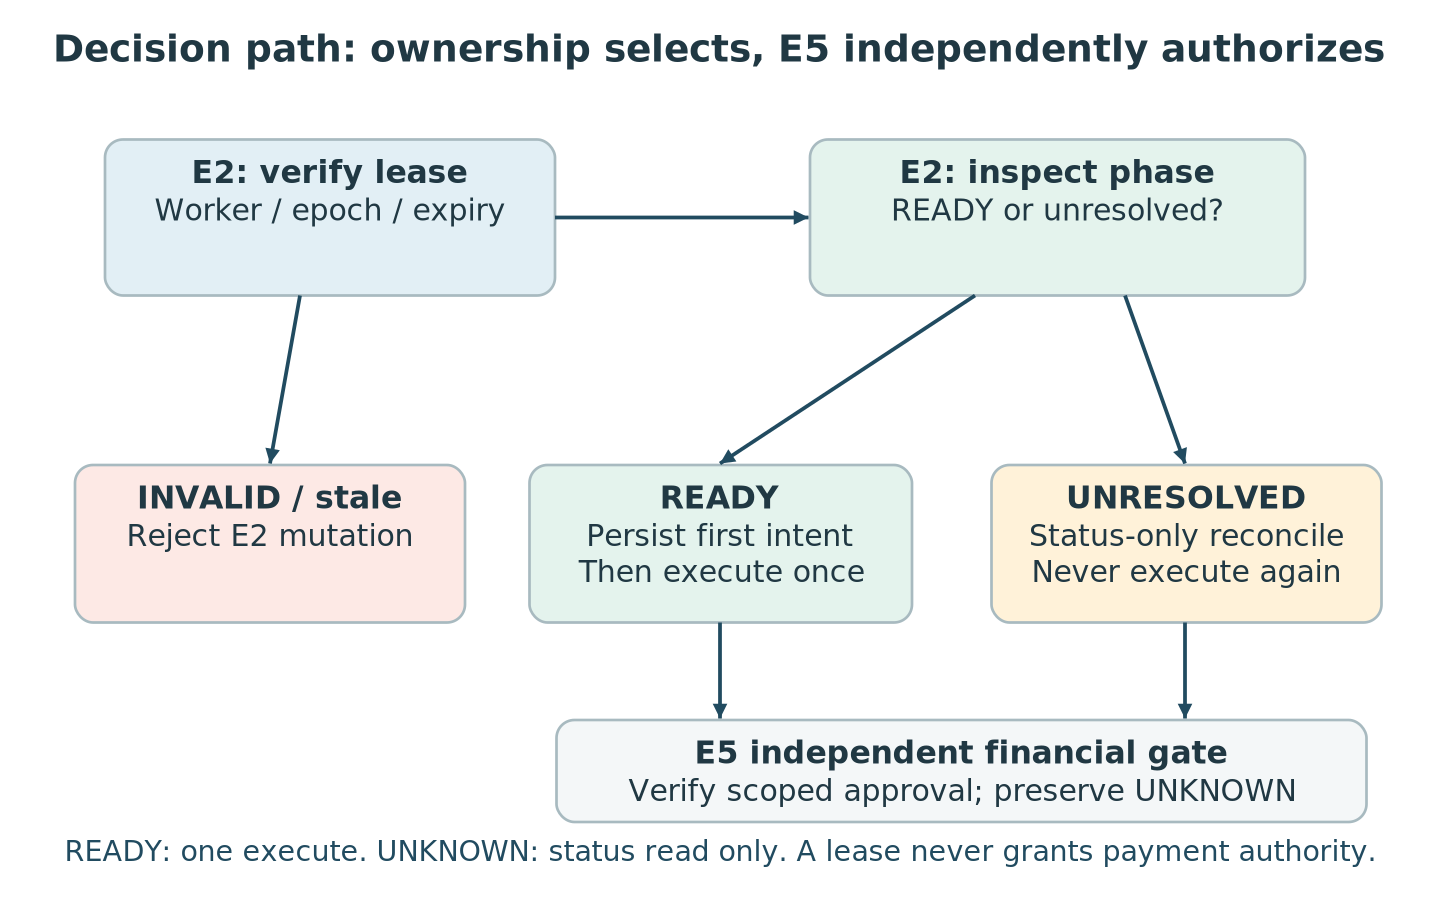 Decision path: ownership selects, E5 independently authorizes
E2: verify lease
Worker / epoch / expiry
E2: inspect phase
READY or unresolved?
INVALID / stale
Reject E2 mutation
READY
Persist first intent
Then execute once
UNRESOLVED
Status-only reconcile
Never execute again
E5 independent financial gate
Verify scoped approval; preserve UNKNOWN
READY: one execute. UNKNOWN: status read only. A lease never grants payment authority.